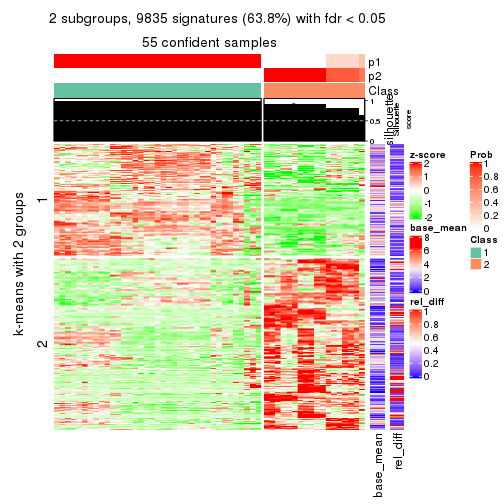 2 subgroups, 9835 signatures (63.8%) with fdr < 0.05
55 confident samples
p1
p2
Class
1
0.5
0
silhouette
Silhouette
score
k-means with 2 groups
1
2
z-score
2
1
0
-1
-2
base_mean
8
6
4
2
0
rel_diff
1
0.8
0.6
0.4
0.2
0
Prob
1
0.8
0.6
0.4
0.2
0
Class
1
2
base_mean
rel_diff